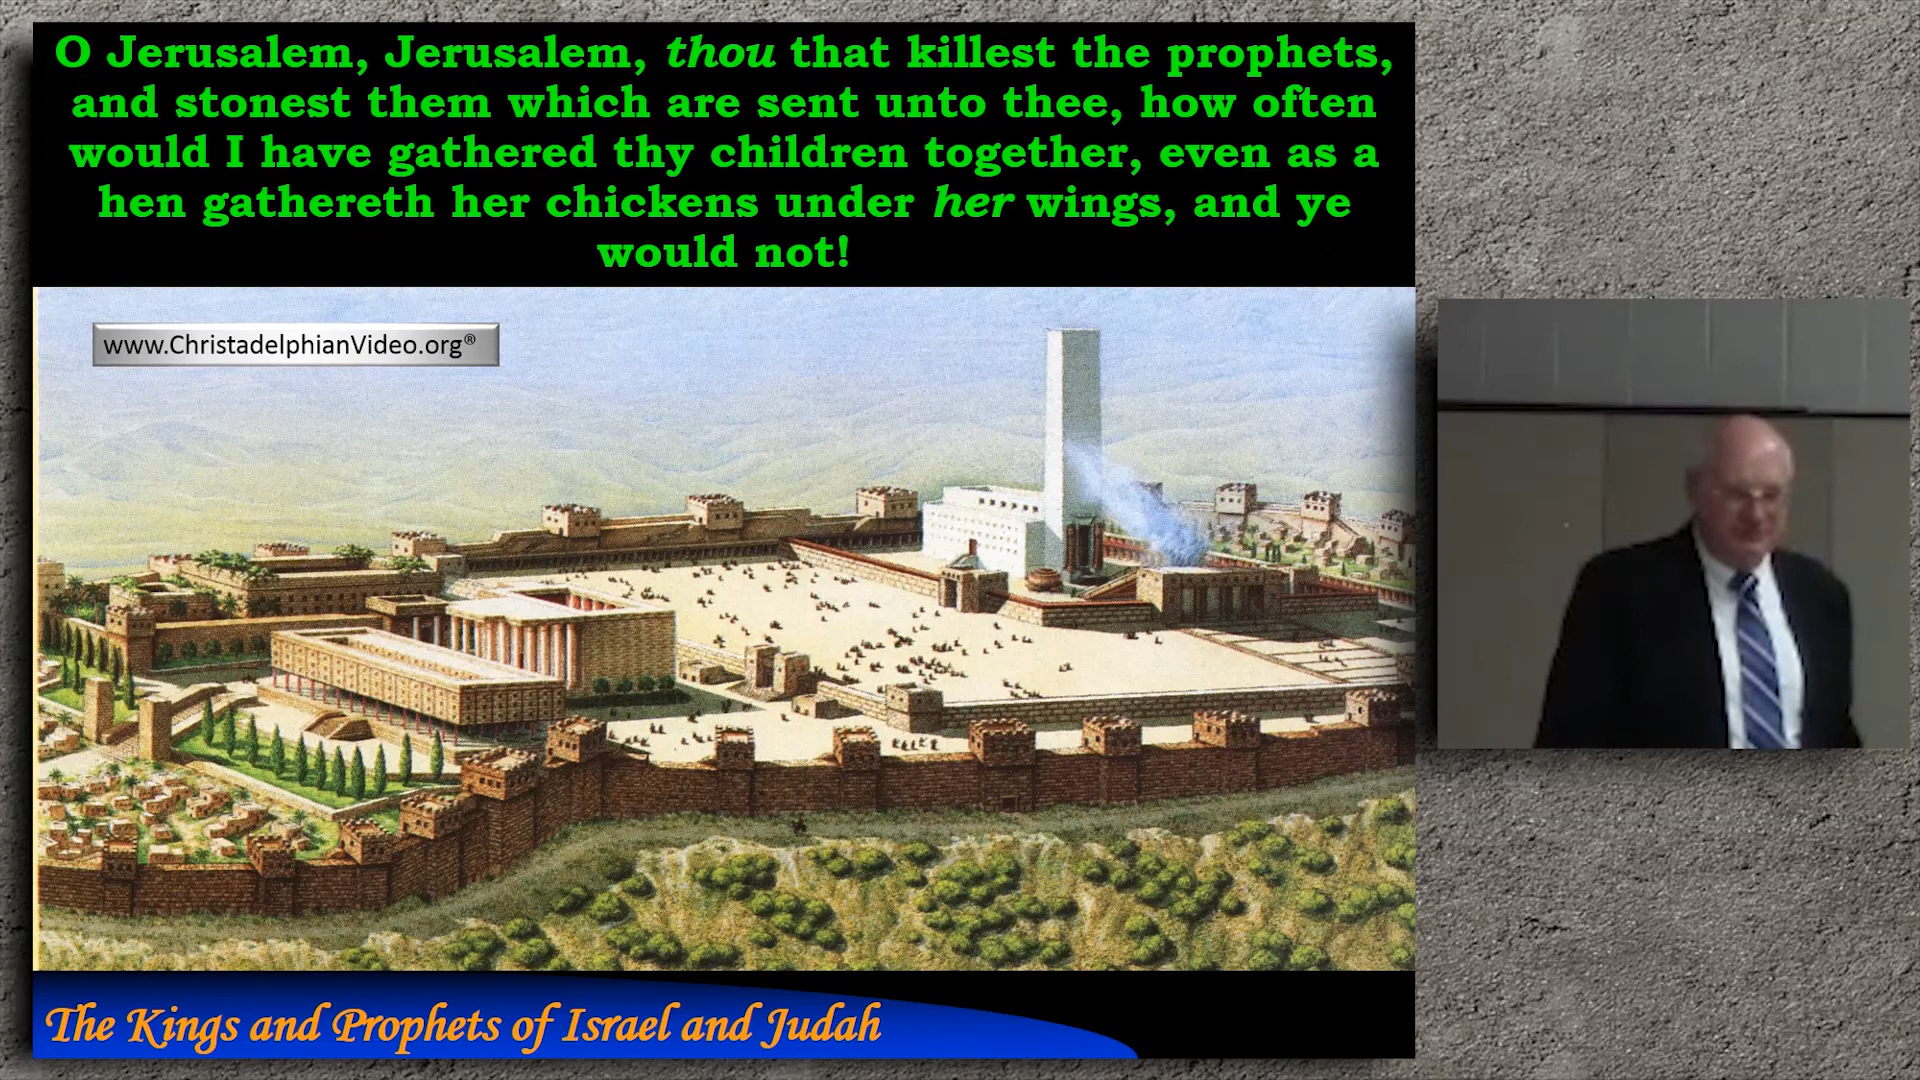 O Jerusalem, Jerusalem, thou that killest the prophets,
and stonest them which are sent unto thee, how often
would I have gathered thy children together, even as a
hen gathereth her chickens under her wings, and ye
would not!
www.ChristadelphianVideo.org®
The Kings and Prophets of Israel and Judah